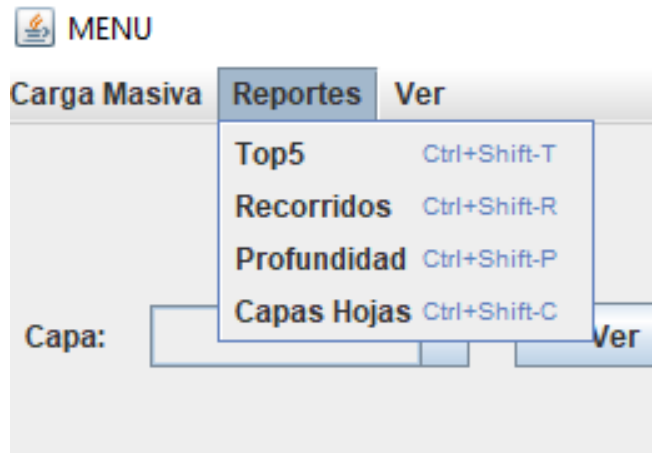 MENU
Carga Masiva Reportes Ver
Top5 Ctrl+Shift-T
Recorridos Ctrl+Shift-R
Profundidad Ctrl+Shift-P
Capas Hojas Ctrl+Shift-C
Capa: Ver